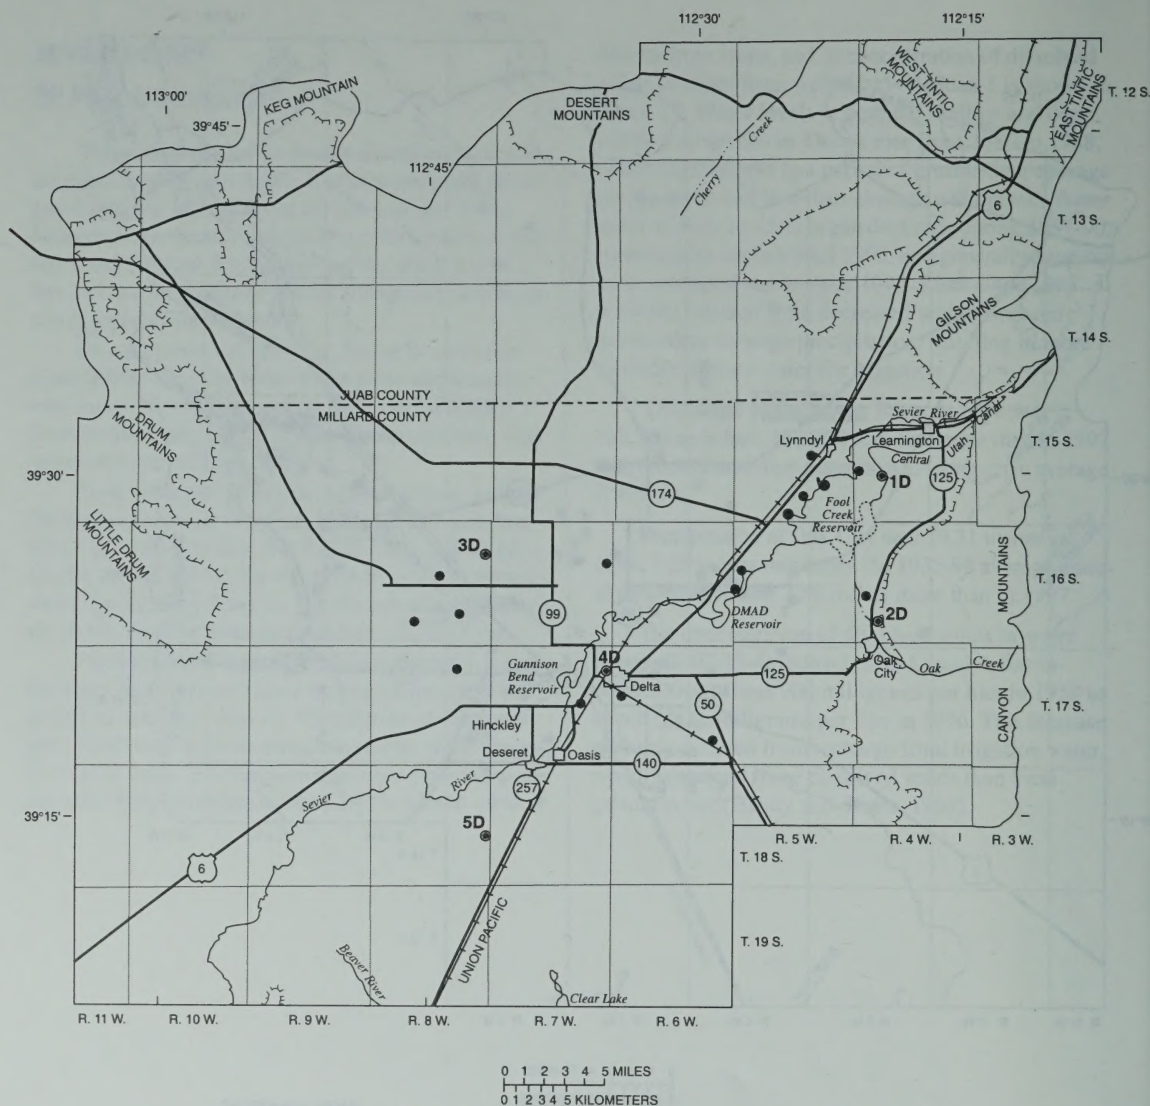 112°30'
112°15'
113°00'
KEG MOUNTAIN
39°45'
DESERT
MOUNTAINS
WEST TINTIC
MOUNTAINS
EAST TINTIC
MOUNTAINS
T. 12 S.
112°45'
Cherry Creek
6
T. 13 S.
GILSON
MOUNTAINS
T. 14 S.
JUAB COUNTY
MILLARD COUNTY
DRUM
MOUNTAINS
Sevier River
Lynndyl
Leamington
Central Utah Canal
T. 15 S.
39°30'
174
1D
125
Fool
Creek
Reservoir
LITTLE DRUM
MOUNTAINS
3D
99
DMAD
Reservoir
2D
MOUNTAINS
T. 16 S.
Gunnison
Bend
Reservoir
4D
Delta
125
Oak
City
Oak Creek
50
CANYON
T. 17 S.
Hinckley
Deseret
Oasis
140
257
Sevier River
39°15'
5D
6
R. 5 W.
R. 4 W.
R. 3 W.
T. 18 S.
UNION PACIFIC
T. 19 S.
Beaver River
Clear Lake
R. 11 W.
R. 10 W.
R. 9 W.
R. 8 W.
R. 7 W.
R. 6 W.
0 1 2 3 4 5 MILES
0 1 2 3 4 5 KILOMETERS